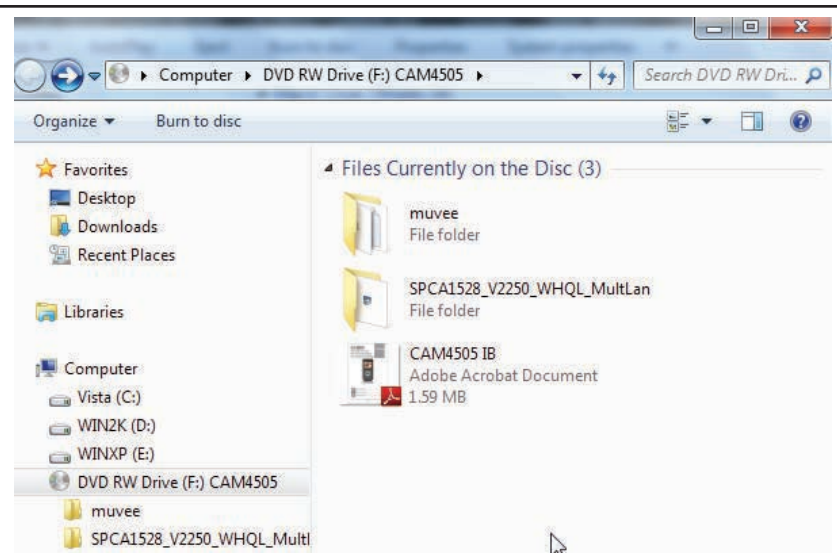 Computer ▸ DVD RW Drive (F:) CAM4505 ▸ Search DVD RW Dri...
Organize Burn to disc
Favorites
Desktop
Downloads
Recent Places
Libraries
Computer
Vista (C:)
WIN2K (D:)
WINXP (E:)
DVD RW Drive (F:) CAM4505
muvee
SPCA1528_V2250_WHQL_Multl
Files Currently on the Disc (3)
muvee
File folder
SPCA1528_V2250_WHQL_MultLan
File folder
CAM4505 IB
Adobe Acrobat Document
1.59 MB